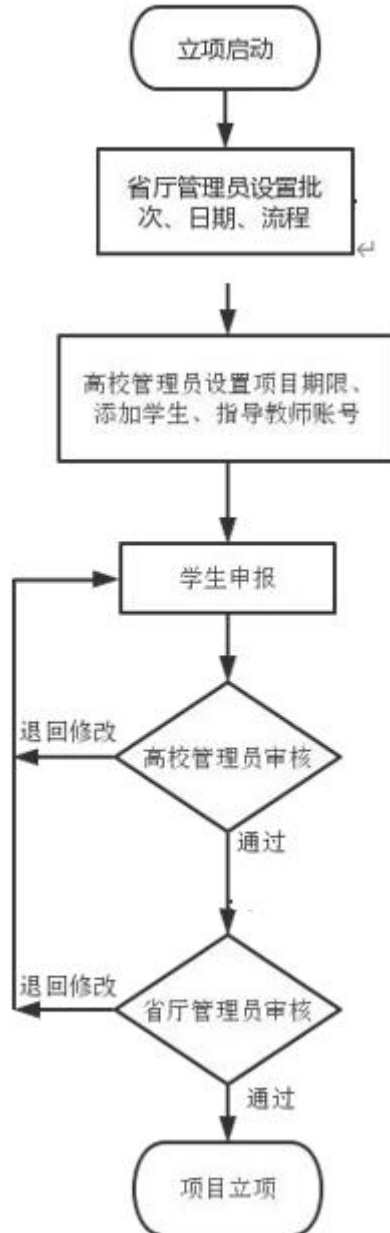 立项启动
省厅管理员设置批
次、日期、流程
高校管理员设置项目期限、
添加学生、指导教师账号
学生申报
退回修改
高校管理员审核
通过
退回修改
省厅管理员审核
通过
项目立项